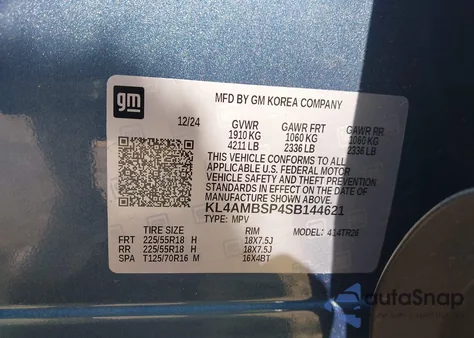 gm
MFD BY GM KOREA COMPANY
12/24 GVWR GAWR FRT GAWR RR
1910 KG 1060 KG 1060 KG
4211 LB 2336 LB 2336 LB
THIS VEHICLE CONFORMS TO ALL
APPLICABLE U.S. FEDERAL MOTOR
VEHICLE SAFETY AND THEFT PREVENTION
STANDARDS IN EFFECT ON THE DATE OF
MANUFACTURE SHOWN ABOVE.
KL4AMBSP4SB144621
TYPE: MPV MODEL: 4 14TR26
TIRE SIZE RIM
FRT 225/55R18 H 18X7.5J
RR 225/55R18 H 18X7.5J
SPA T125/70R16 M 16X4BT
autoSnap